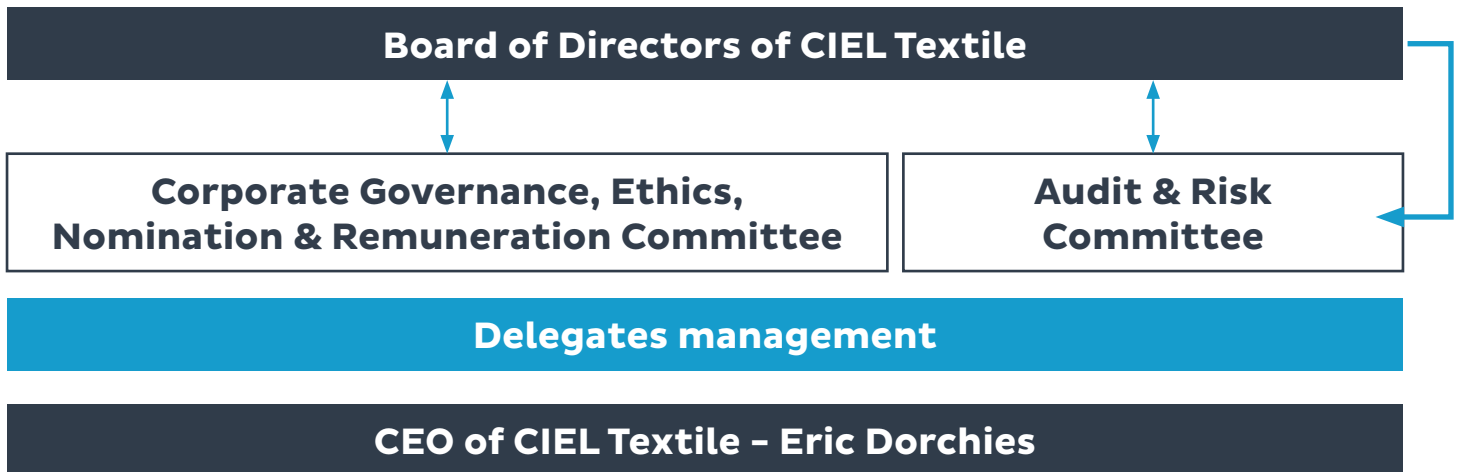 Board of Directors of CIEL Textile
Corporate Governance, Ethics,
Nomination & Remuneration Committee
Audit & Risk
Committee
Delegates management
CEO of CIEL Textile - Eric Dorchies